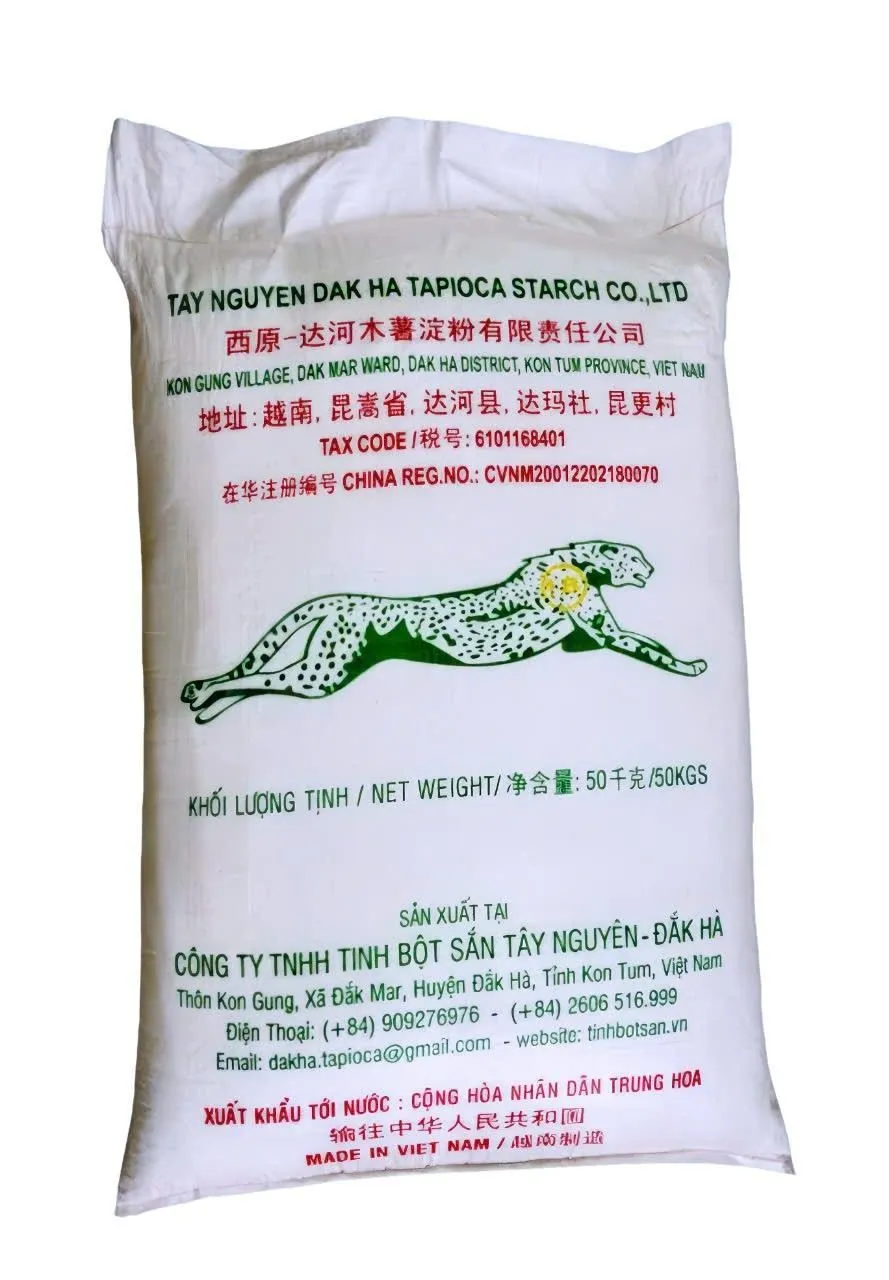 TAY NGUYEN DAK HA TAPIOCA STARCH CO.,LTD
西原-达河木薯淀粉有限责任公司
KON GUNG VILLAGE, DAK MAR WARD, DAK HA DISTRICT, KON TUM PROVINCE, VIET NAM
地址: 越南, 昆嵩省, 达河县, 达玛社, 昆更村
TAX CODE / 税号: 6101168401
在华注册编号 CHINA REG.NO.: CVNM20012202180070
KHỐI LƯỢNG TỊNH / NET WEIGHT/ 净含量: 50千克/50KGS
SẢN XUẤT TẠI
CÔNG TY TNHH TINH BỘT SẮN TÂY NGUYÊN - ĐẮK HÀ
Thôn Kon Gung, Xã Đắk Mar, Huyện Đắk Hà, Tỉnh Kon Tum, Việt Nam
Điện Thoại: (+84) 909276976 - (+84) 2606 516.999
Email: dakha.tapioca@gmail.com - website: tinhbotsan.vn
XUẤT KHẨU TỚI NƯỚC : CỘNG HÒA NHÂN DÂN TRUNG HOA
输往中华人民共和国
MADE IN VIET NAM / 越南制造